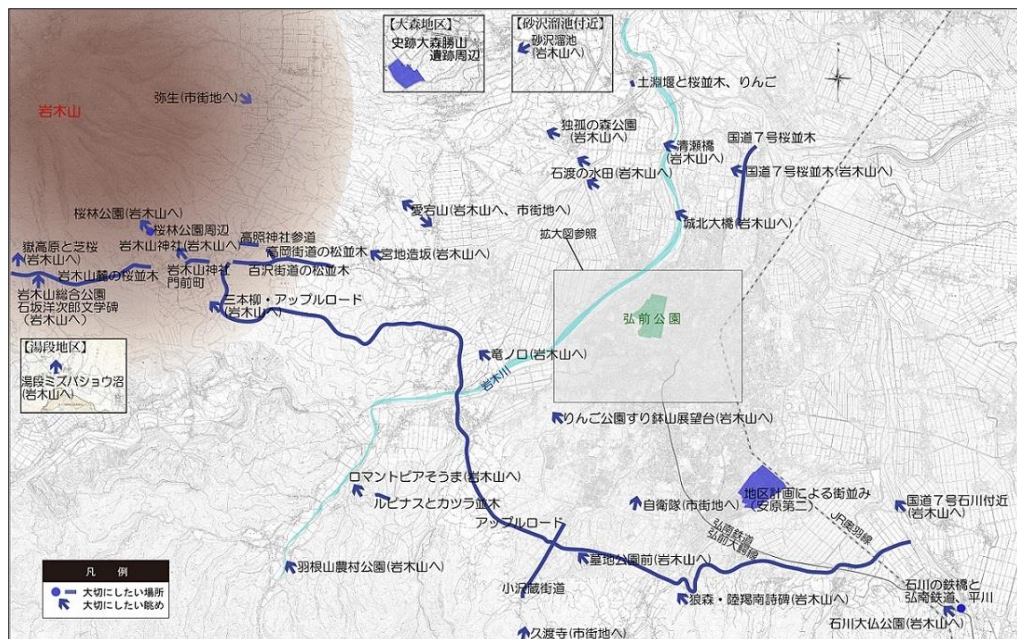 [大森地区]
史跡大森勝山
遺跡周辺
[砂沢溜池付近]
砂沢溜池
(岩木山へ)
土淵堰と桜並木、りんご
弥生(市街地へ)
岩木山
独孤の森公園
(岩木山へ)
清瀬橋
(岩木山へ)
国道7号桜並木
石渡の水田(岩木山へ)
国道7号桜並木(岩木山へ)
愛宕山(岩木山へ、市街地へ)
城北大橋(岩木山へ)
桜林公園(岩木山へ)
桜林公園周辺
高照神社参道
拡大図参照
嶽高原と芝桜
(岩木山へ)
岩木山神社(岩木山へ)
高岡街道の松並木
宮地造坂(岩木山へ)
岩木山麓の桜並木
岩木山神社
門前町
百沢街道の松並木
岩木山総合公園
石坂洋次郎文学碑
(岩木山へ)
三本柳・アップルロード
(岩木山へ)
弘前公園
[湯段地区]
湯段ミズバショウ沼
(岩木山へ)
竜ノ口(岩木山へ)
岩木川
りんご公園すり鉢山展望台(岩木山へ)
ロマントピアそうま(岩木山へ)
ルピナスとカツラ並木
自衛隊(市街地へ)
地区計画による街並み
(安原第二)
国道7号石川付近
(岩木山へ)
アップルロード
JR奥羽線
弘南鉄道
弘前大鰐線
羽根山農村公園(岩木山へ)
墓地公園前(岩木山へ)
小沢蔵街道
狼森・陸羯南詩碑(岩木山へ)
石川の鉄橋と
弘南鉄道、平川
石川大仏公園(岩木山へ)
久渡寺(市街地へ)
凡 例
大切にしたい場所
大切にしたい眺め